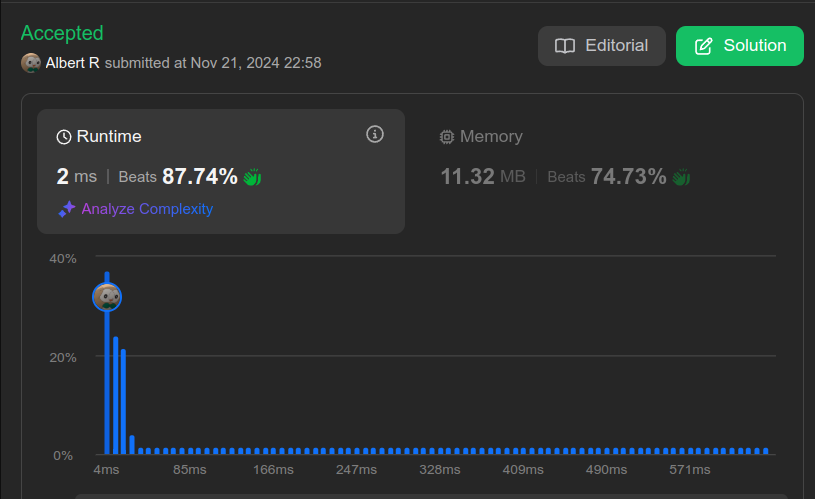 Accepted
Albert R submitted at Nov 21, 2024 22:58
Editorial
Solution
Runtime
2 ms | Beats 87.74%
Analyze Complexity
Memory
11.32 MB | Beats 74.73%
40%
20%
0%
4ms 85ms 166ms 247ms 328ms 409ms 490ms 571ms